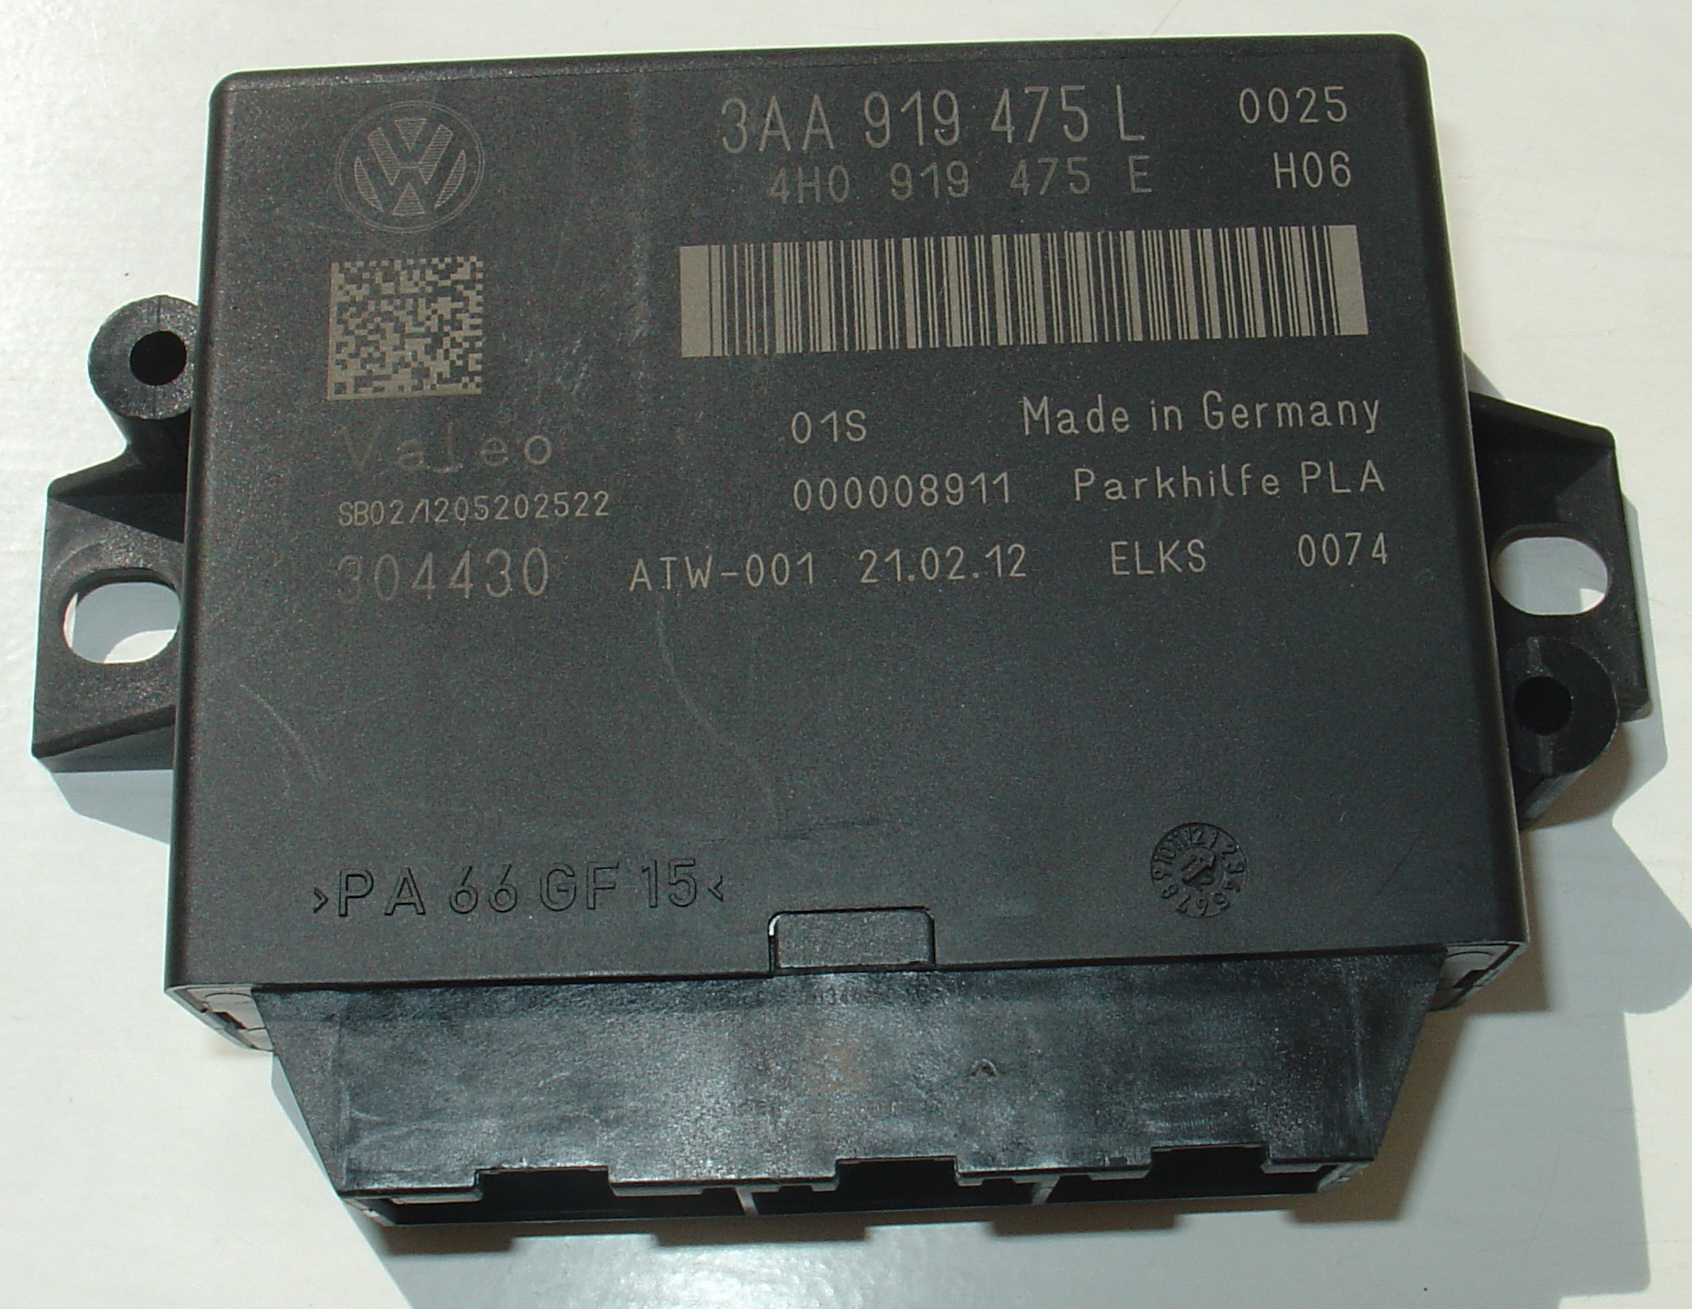 3AA 919 475 L 0025
4H0 919 475 E H06
Valeo 01S Made in Germany
SB02/1205202522 000008911 Parkhilfe PLA
304430 ATW-001 21.02.12 ELKS 0074
>PA 66 GF 15<